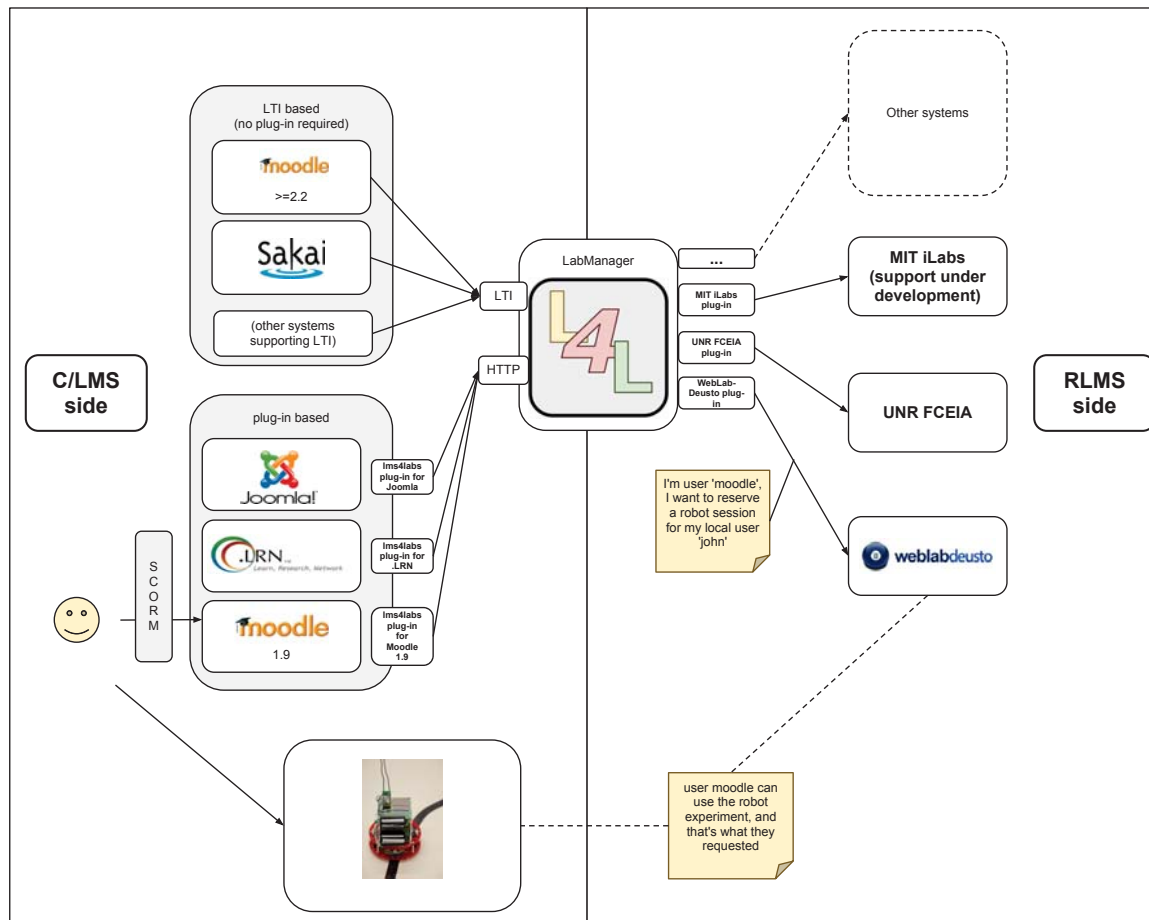 LTI based
(no plug-in required)
moodle
>=2.2
Sakai
(other systems
supporting LTI)
C/LMS
side
plug-in based
Joomla!
.LRN
Learn, Research, Network
moodle
1.9
SCORM
lms4labs
plug-in for
Joomla
lms4labs
plug-in for
.LRN
lms4labs
plug-in
for
Moodle
1.9
LTI
HTTP
LabManager
L4L
...
MIT iLabs
plug-in
UNR FCEIA
plug-in
WebLab-
Deusto plug-
in
Other systems
MIT iLabs
(support under
development)
UNR FCEIA
RLMS
side
weblabdeusto
I'm user 'moodle',
I want to reserve
a robot session
for my local user
'john'
user moodle can
use the robot
experiment, and
that's what they
requested